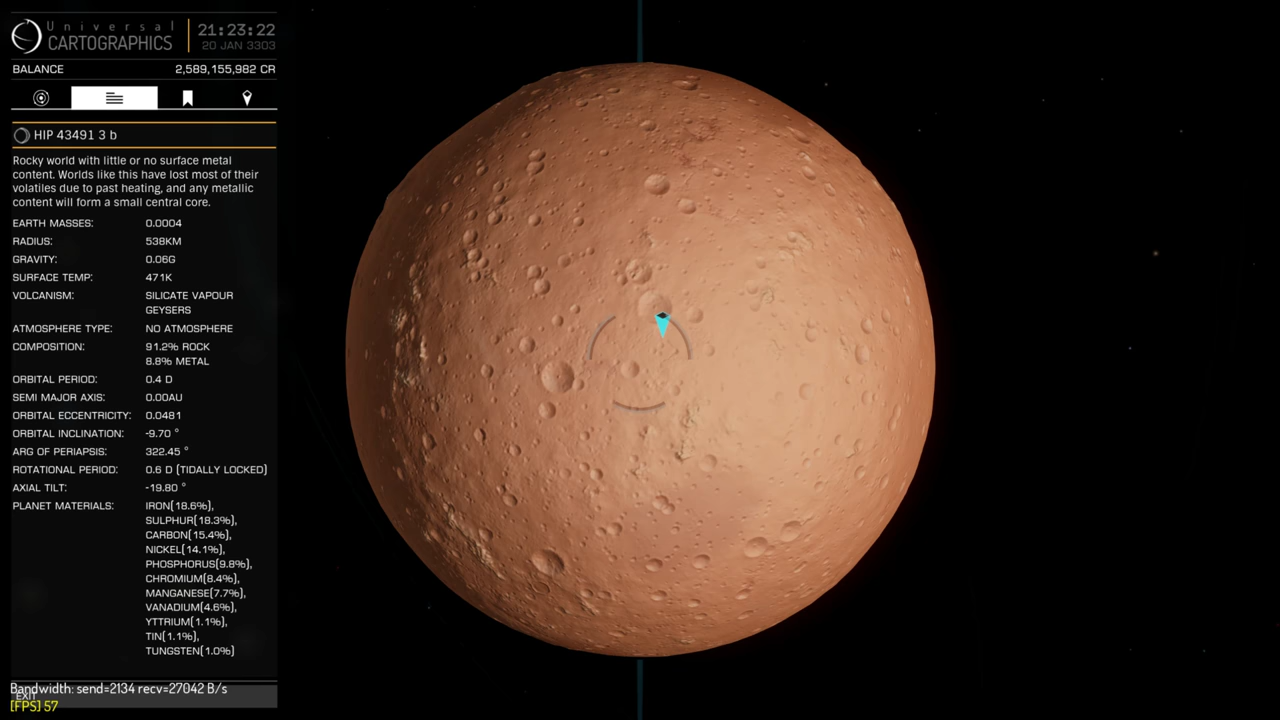 Universal
CARTOGRAPHICS
21:23:22
20 JAN 3303
BALANCE 2,589,155,982 CR
HIP 43491 3 b
Rocky world with little or no surface metal
content. Worlds like this have lost most of their
volatiles due to past heating, and any metallic
content will form a small central core.
EARTH MASSES: 0.0004
RADIUS: 538KM
GRAVITY: 0.06G
SURFACE TEMP: 471K
VOLCANISM: SILICATE VAPOUR
GEYSERS
ATMOSPHERE TYPE: NO ATMOSPHERE
COMPOSITION: 91.2% ROCK
8.8% METAL
ORBITAL PERIOD: 0.4 D
SEMI MAJOR AXIS: 0.00AU
ORBITAL ECCENTRICITY: 0.0481
ORBITAL INCLINATION: -9.70 °
ARG OF PERIAPSIS: 322.45 °
ROTATIONAL PERIOD: 0.6 D (TIDALLY LOCKED)
AXIAL TILT: -19.80 °
PLANET MATERIALS: IRON(18.6%),
SULPHUR(18.3%),
CARBON(15.4%),
NICKEL(14.1%),
PHOSPHORUS(9.8%),
CHROMIUM(8.4%),
MANGANESE(7.7%),
VANADIUM(4.6%),
YTTRIUM(1.1%),
TIN(1.1%),
TUNGSTEN(1.0%)
Bandwidth: send=2134 recv=27042 B/s
EXIT
[FPS] 57